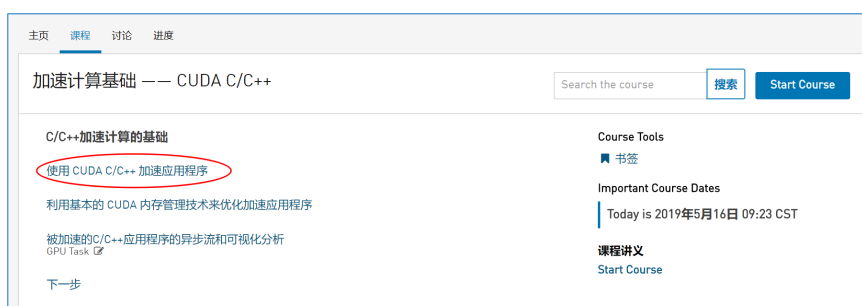 主页 课程 讨论 进度
加速计算基础 —— CUDA C/C++
Search the course 搜索 Start Course
C/C++加速计算的基础
使用 CUDA C/C++ 加速应用程序
利用基本的 CUDA 内存管理技术来优化加速应用程序
被加速的C/C++应用程序的异步流和可视化分析
GPU Task
下一步
Course Tools
书签
Important Course Dates
Today is 2019年5月16日 09:23 CST
课程讲义
Start Course